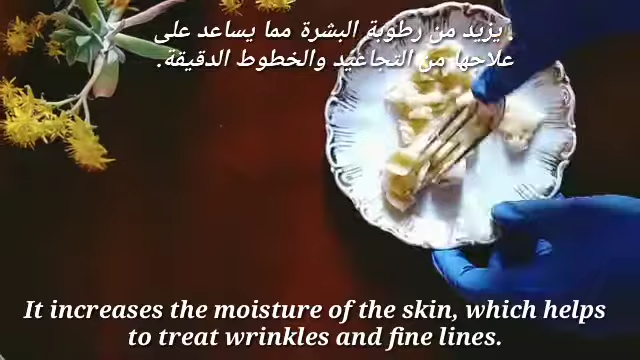 . يزيد من رطوبة البشرة مما يساعد على
علاجها من التجاعيد والخطوط الدقيقة.
It increases the moisture of the skin, which helps
to treat wrinkles and fine lines.